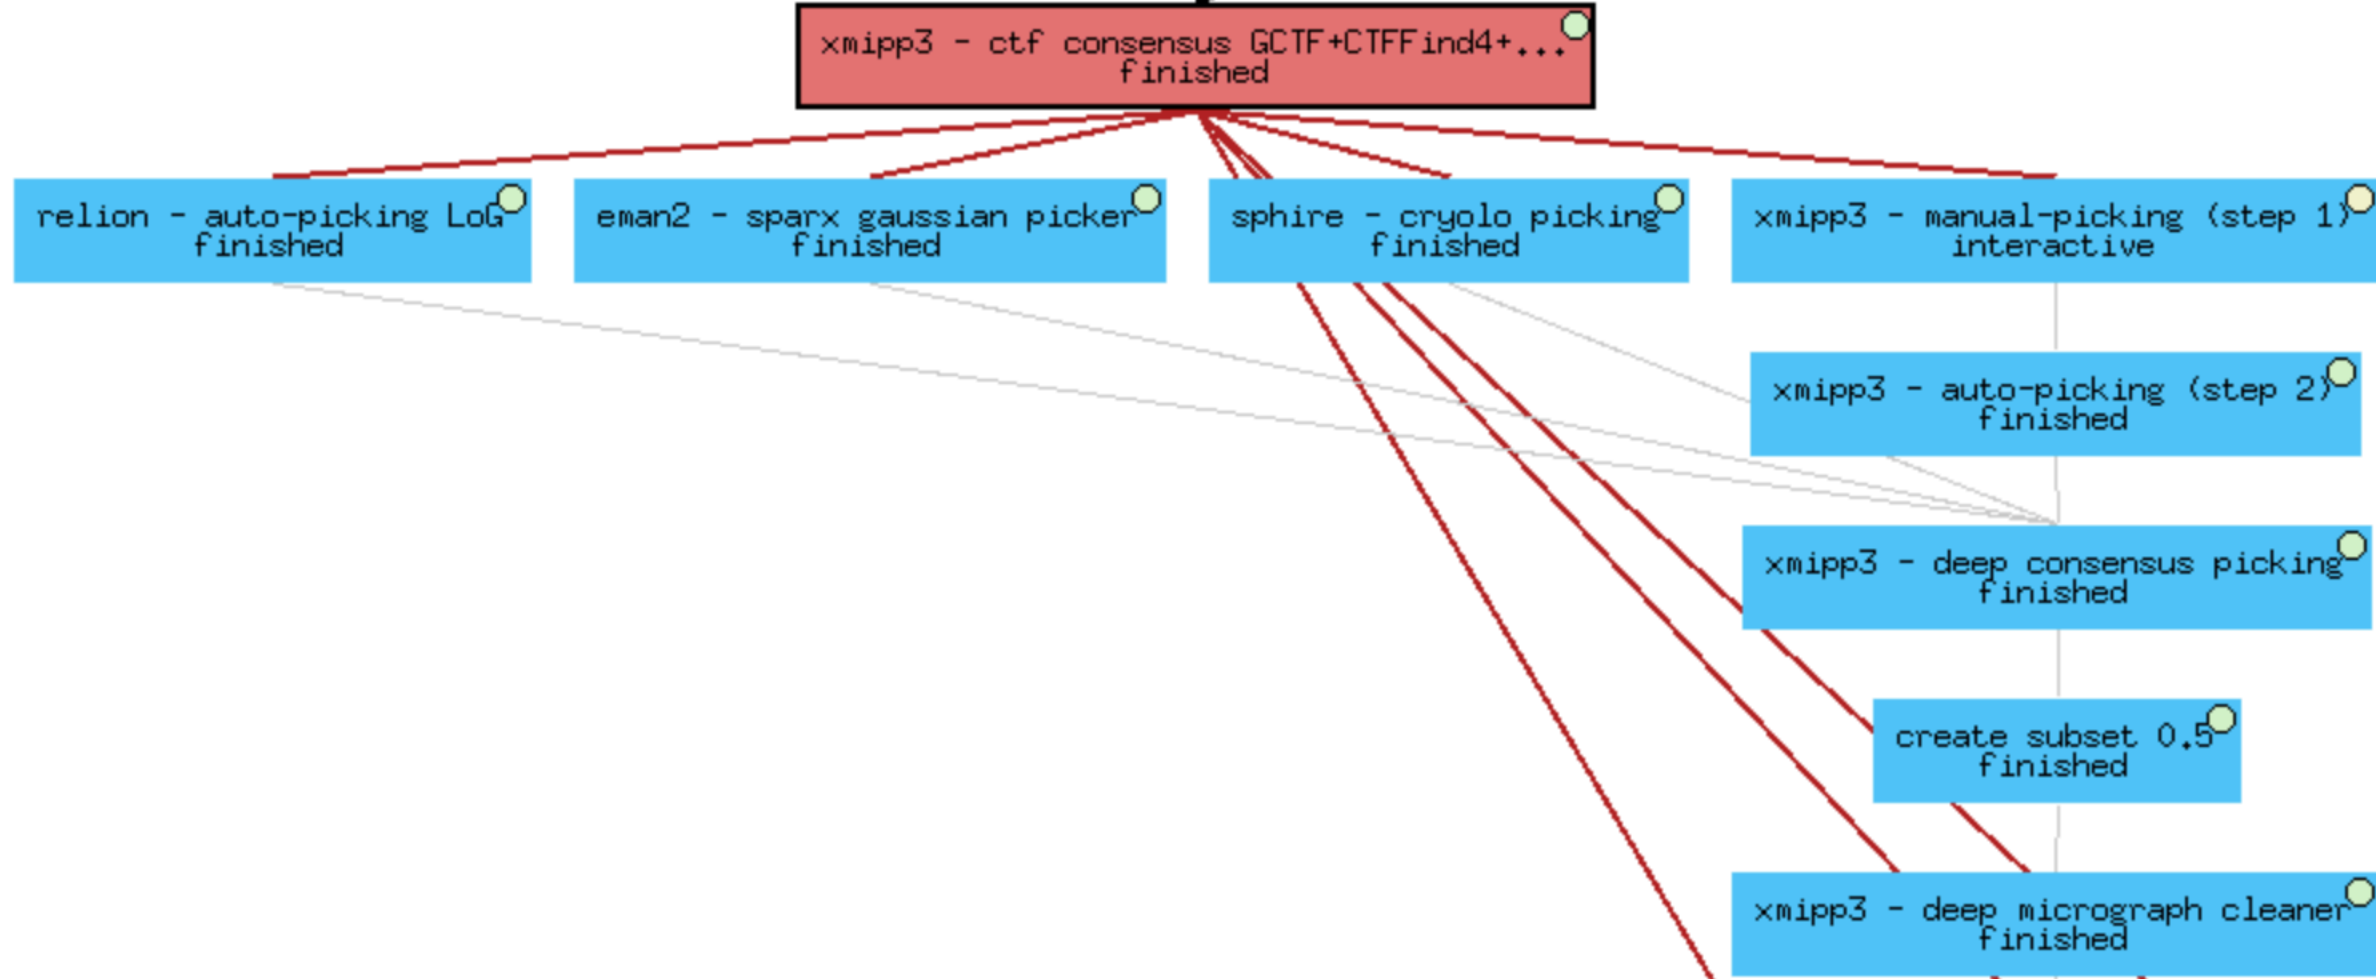 xmipp3 - ctf consensus GCTF+CTFFind4+...
finished
relion - auto-picking LoG
finished
eman2 - sparx gaussian picker
finished
sphire - cryolo picking
finished
xmipp3 - manual-picking (step 1)
interactive
xmipp3 - auto-picking (step 2)
finished
xmipp3 - deep consensus picking
finished
create subset 0.5
finished
xmipp3 - deep micrograph cleaner
finished